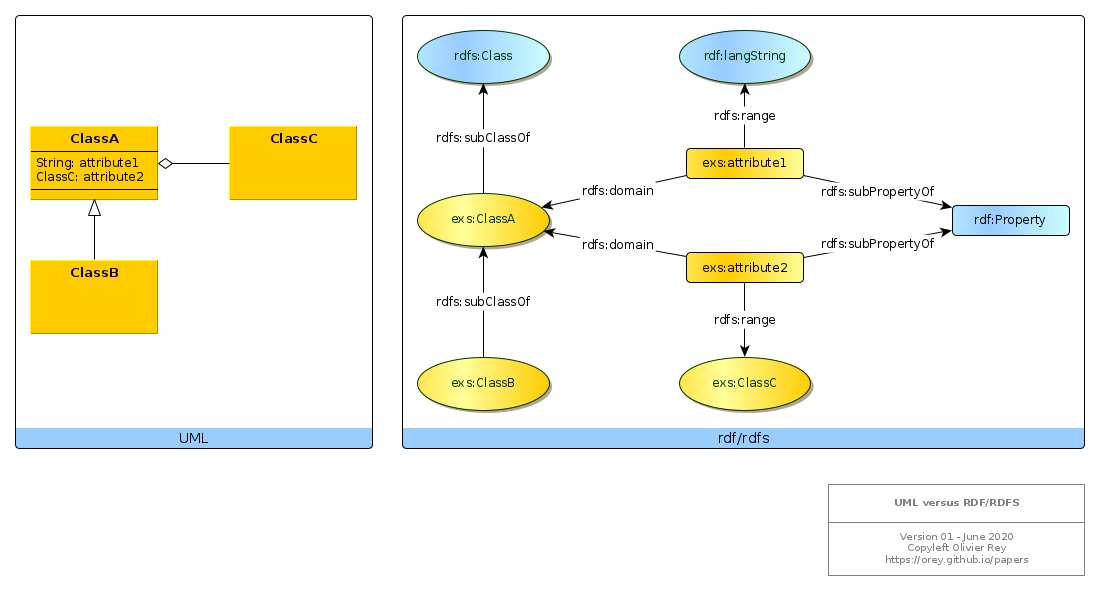 ClassA
String: attribute1
ClassC: attribute2
ClassC
ClassB
UML
rdfs:Class
rdf:langString
rdfs:subClassOf
rdfs:range
exs:attribute1
rdfs:domain
rdfs:subPropertyOf
exs:ClassA
rdf:Property
rdfs:domain
rdfs:subPropertyOf
exs:attribute2
rdfs:subClassOf
rdfs:range
exs:ClassB
exs:ClassC
rdf/rdfs
UML versus RDF/RDFS
Version 01 - June 2020
Copyleft Olivier Rey
https://orey.github.io/papers